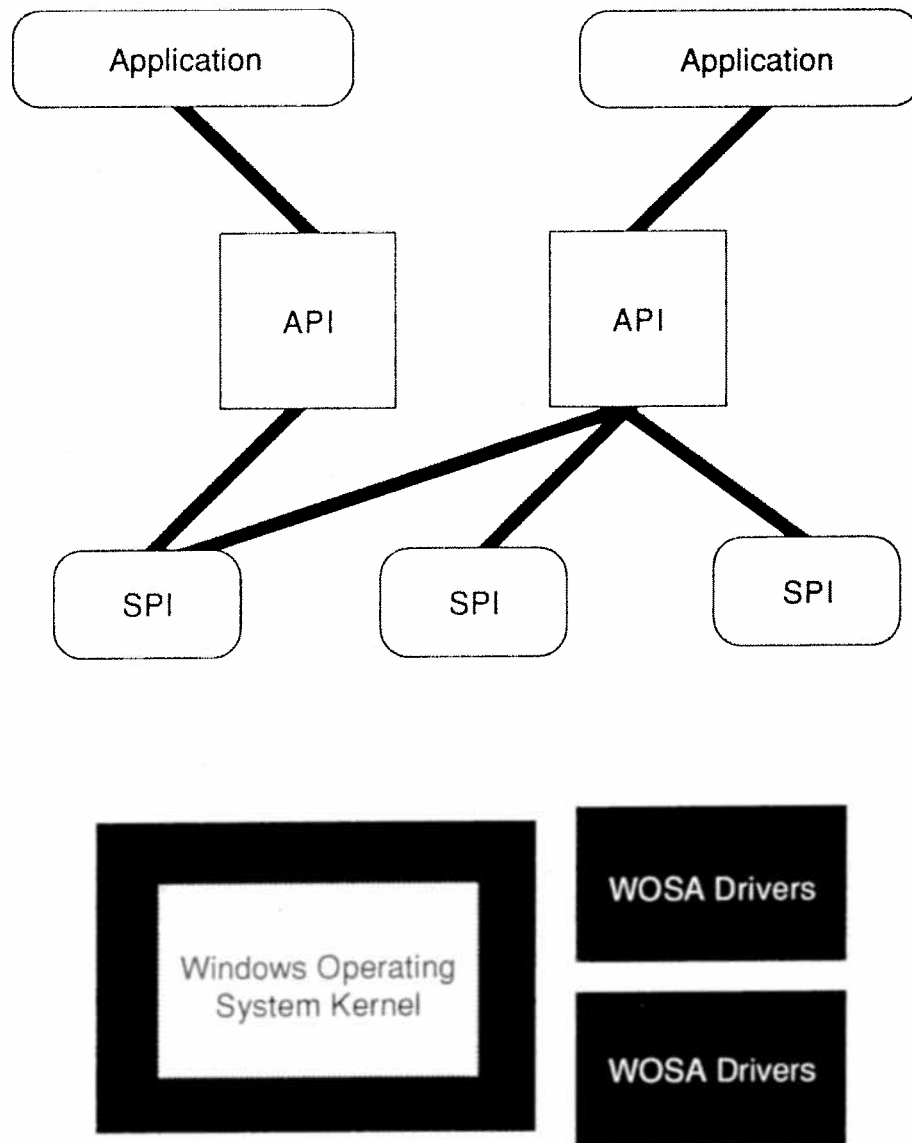 Application
Application
API
API
SPI
SPI
SPI
WOSA Drivers
Windows Operating
System Kernel
WOSA Drivers